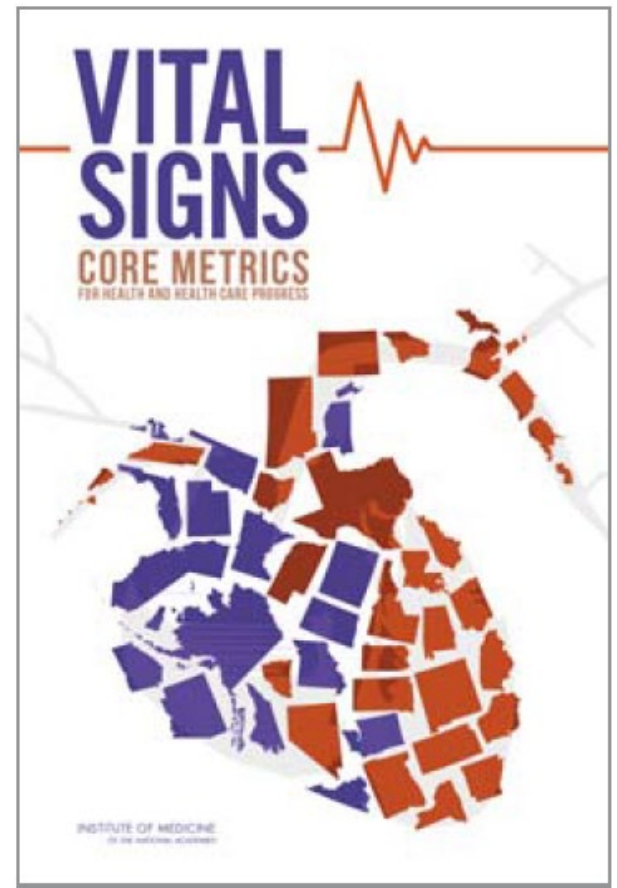 VITAL
SIGNS
CORE METRICS
FOR HEALTH AND HEALTH CARE PROGRESS
INSTITUTE OF MEDICINE
OF THE NATIONAL ACADEMIES